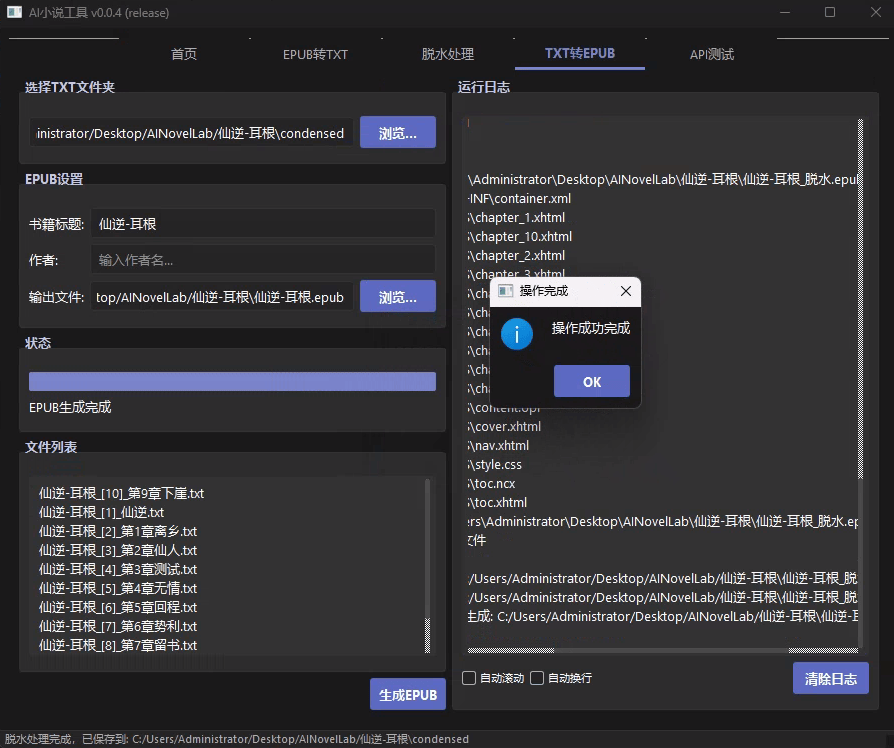 AI小说工具 v0.0.4 (release)
首页
EPUB转TXT
脱水处理
TXT转EPUB
API测试
选择TXT文件夹
inistrator/Desktop/AINovelLab/仙逆-耳根\condensed
浏览...
EPUB设置
书籍标题:
仙逆-耳根
作者:
输入作者名...
输出文件:
top/AINovelLab/仙逆-耳根\仙逆-耳根.epub
浏览...
状态
EPUB生成完成
文件列表
仙逆-耳根_[10]_第9章下崖.txt
仙逆-耳根_[1]_仙逆.txt
仙逆-耳根_[2]_第1章离乡.txt
仙逆-耳根_[3]_第2章仙人.txt
仙逆-耳根_[4]_第3章测试.txt
仙逆-耳根_[5]_第4章无情.txt
仙逆-耳根_[6]_第5章回程.txt
仙逆-耳根_[7]_第6章势利.txt
仙逆-耳根_[8]_第7章留书.txt
生成EPUB
运行日志
\Administrator\Desktop\AINovelLab\仙逆-耳根\仙逆-耳根_脱水.epub
-INF\container.xml
\chapter_1.xhtml
\chapter_10.xhtml
\chapter_2.xhtml
\chapter_3.xhtml
\cha
\cha
\cha
\cha
\cha
\cha
\content.opf
\cover.xhtml
\nav.xhtml
\style.css
\toc.ncx
\toc.xhtml
ers\Administrator\Desktop\AINovelLab\仙逆-耳根\仙逆-耳根_脱水.ep
文件
/Users/Administrator/Desktop/AINovelLab/仙逆-耳根\仙逆-耳根_脱
/Users/Administrator/Desktop/AINovelLab/仙逆-耳根\仙逆-耳根_脱
生成: C:/Users/Administrator/Desktop/AINovelLab/仙逆-耳根\仙逆-耳
自动滚动
自动换行
清除日志
操作完成
操作成功完成
OK
脱水处理完成，已保存到: C:/Users/Administrator/Desktop/AINovelLab/仙逆-耳根\condensed